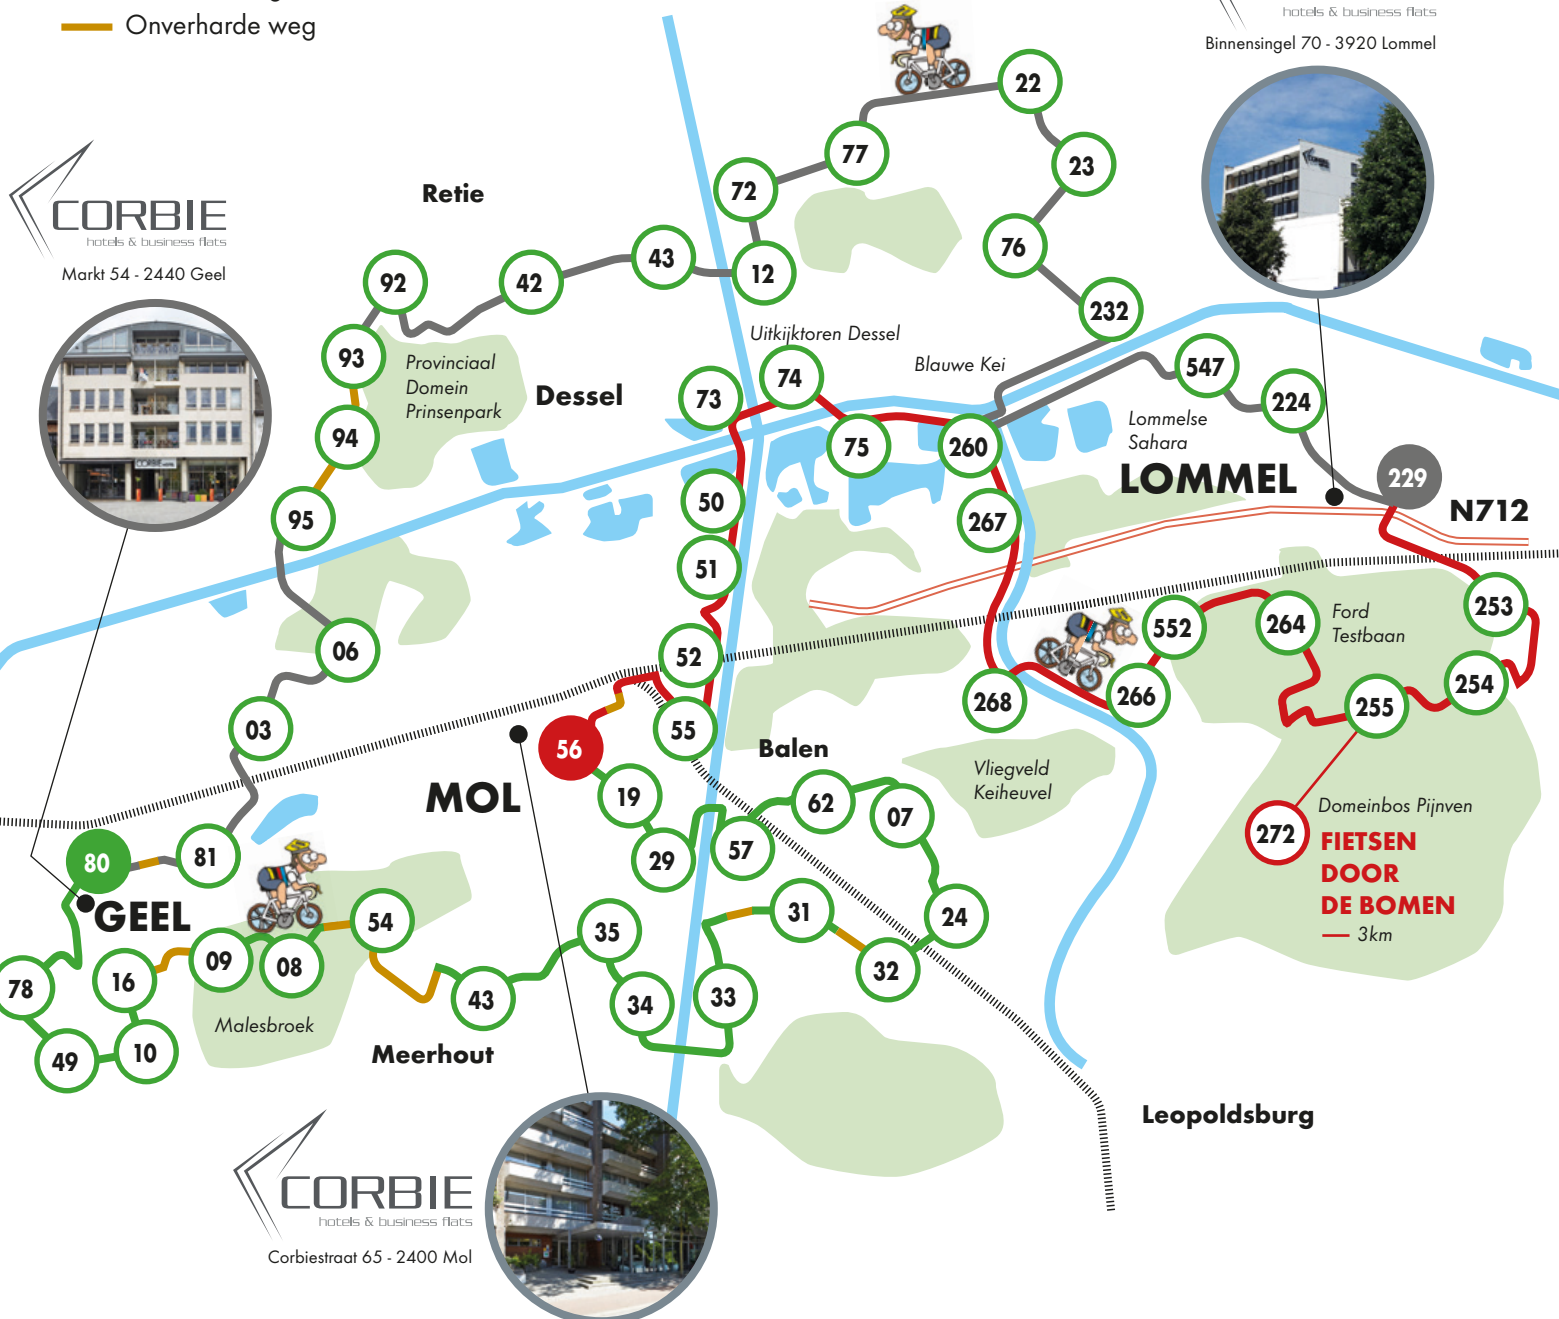 Onverharde weg
hotels & business flats
Binnensingel 70 - 3920 Lommel
CORBIE
hotels & business flats
Markt 54 - 2440 Geel
CORBIE
Retie
22
77
23
72
76
43
12
42
92
232
93
Provinciaal
Domein
Prinsenpark
Dessel
Uitkijktoren Dessel
Blauwe Kei
74
73
547
224
94
75
260
Lommelse
Sahara
LOMMEL
229
N712
95
50
267
51
253
552
264
Ford
Testbaan
06
52
268
266
255
254
03
56
55
MOL
Balen
Vliegveld
Keiheuvel
19
62
07
272
Domeinbos Pijnven
FIETSEN
DOOR
DE BOMEN
3km
80
81
29
57
GEEL
54
35
31
24
78
16
09
08
43
34
33
32
49
10
Malesbroek
Meerhout
Leopoldsburg
CORBIE
hotels & business flats
Corbiestraat 65 - 2400 Mol